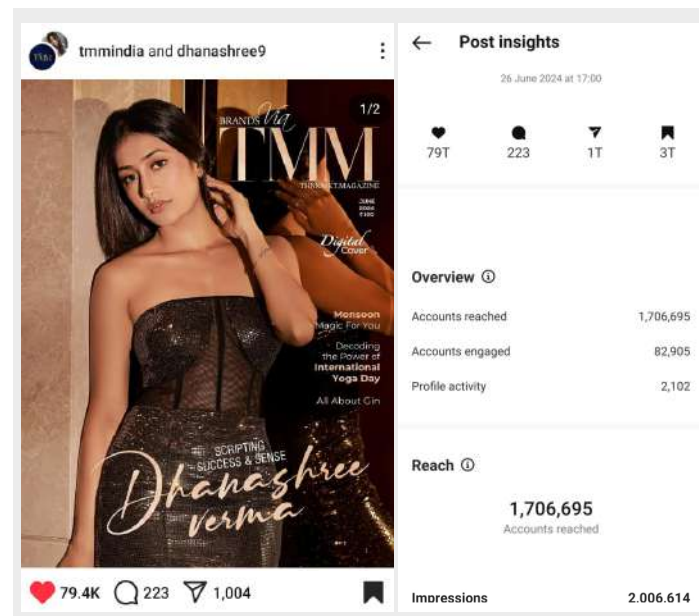 tmmindia and dhanashree9
1/2
BRANDS Via
TMM
JUNE
2024
Digital
Cover
Monsoon
Magic For You
Decoding
the Power of
International
Yoga Day
All About Gin
SCRIPTING
SUCCESS & SENSE
Dhanashree
verma
79.4K 223 1,004
Post insights
26 June 2024 at 17:00
79T 223 1T 3T
Overview
Accounts reached 1,706,695
Accounts engaged 82,905
Profile activity 2,102
Reach
1,706,695
Accounts reached
Impressions 2.006.614